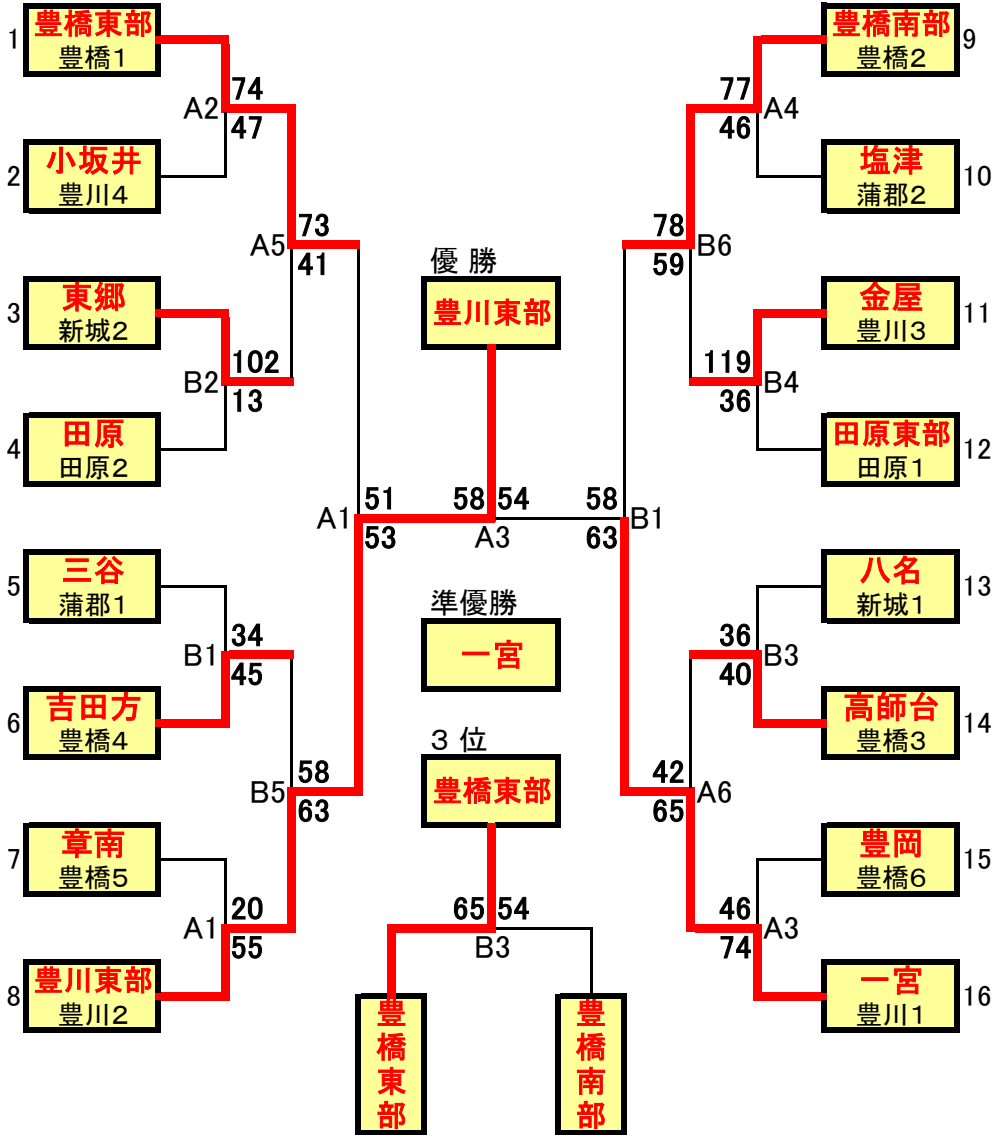 1
豊橋東部
豊橋1
74
A2
47
2
小坂井
豊川4
73
A5
41
3
東郷
新城2
102
B2
13
4
田原
田原2
51
A1
53
5
三谷
蒲郡1
34
B1
45
6
吉田方
豊橋4
58
B5
63
7
章南
豊橋5
20
A1
55
8
豊川東部
豊川2
優 勝
豊川東部
58 54
A3
準優勝
一宮
3 位
豊橋東部
65 54
B3
豊橋東部
豊橋南部
豊橋南部
豊橋2
9
77
A4
46
塩津
蒲郡2
10
78
B6
59
金屋
豊川3
11
119
B4
36
田原東部
田原1
12
58
B1
63
八名
新城1
13
36
B3
40
高師台
豊橋3
14
42
A6
65
豊岡
豊橋6
15
46
A3
74
一宮
豊川1
16